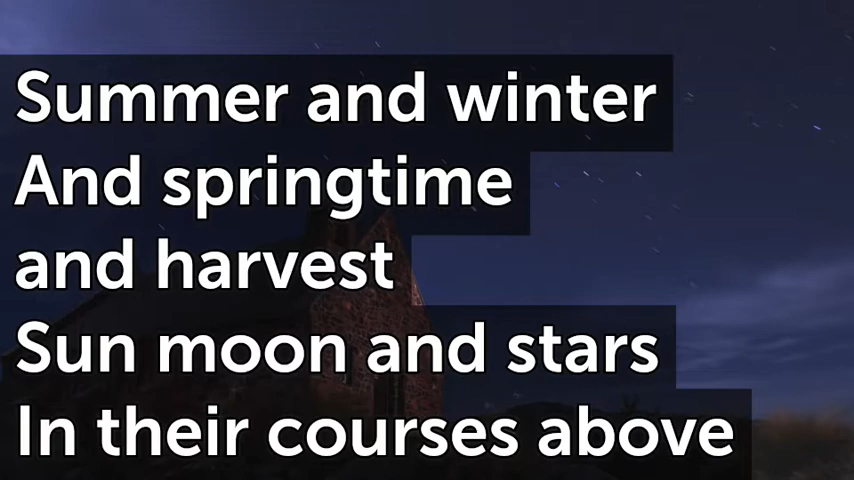 Summer and winter
And springtime
and harvest
Sun moon and stars
In their courses above